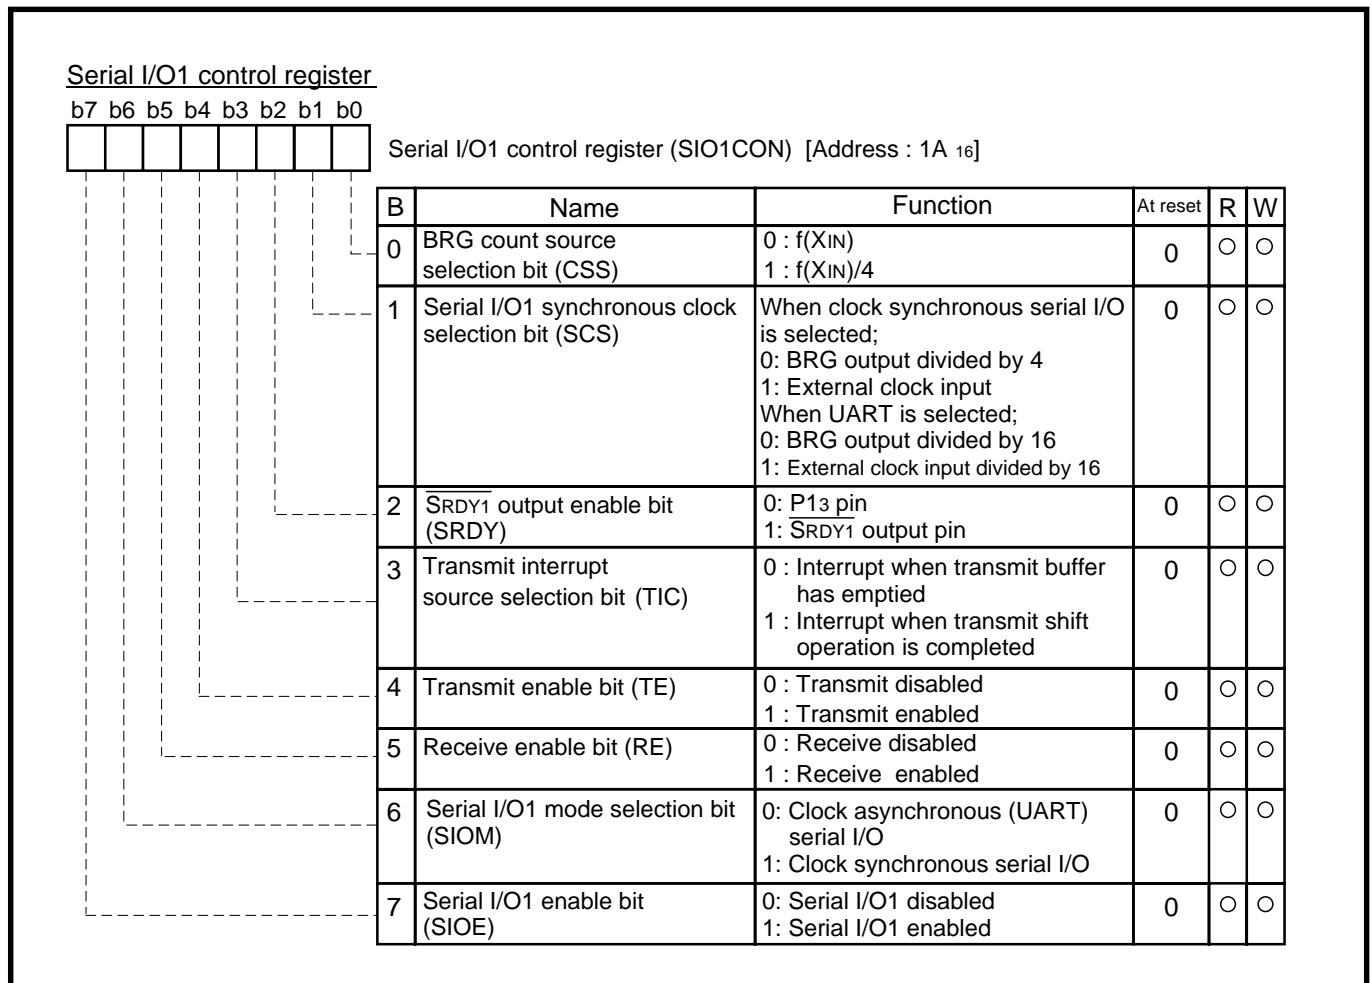 Serial I/O1 control register
b7 b6 b5 b4 b3 b2 b1 b0
Serial I/O1 control register (SIO1CON) [Address : 1A 16]
B Name Function At reset R W
0 BRG count source selection bit (CSS) 0 : f(XIN) 0 ○ ○
1 : f(XIN)/4
1 Serial I/O1 synchronous clock selection bit (SCS) When clock synchronous serial I/O 0 ○ ○
is selected;
0: BRG output divided by 4
1: External clock input
When UART is selected;
0: BRG output divided by 16
1: External clock input divided by 16
2 SRDY1 output enable bit (SRDY) 0: P13 pin 0 ○ ○
1: SRDY1 output pin
3 Transmit interrupt source selection bit (TIC) 0 : Interrupt when transmit buffer 0 ○ ○
has emptied
1 : Interrupt when transmit shift
operation is completed
4 Transmit enable bit (TE) 0 : Transmit disabled 0 ○ ○
1 : Transmit enabled
5 Receive enable bit (RE) 0 : Receive disabled 0 ○ ○
1 : Receive enabled
6 Serial I/O1 mode selection bit (SIOM) 0: Clock asynchronous (UART) 0 ○ ○
serial I/O
1: Clock synchronous serial I/O
7 Serial I/O1 enable bit (SIOE) 0: Serial I/O1 disabled 0 ○ ○
1: Serial I/O1 enabled